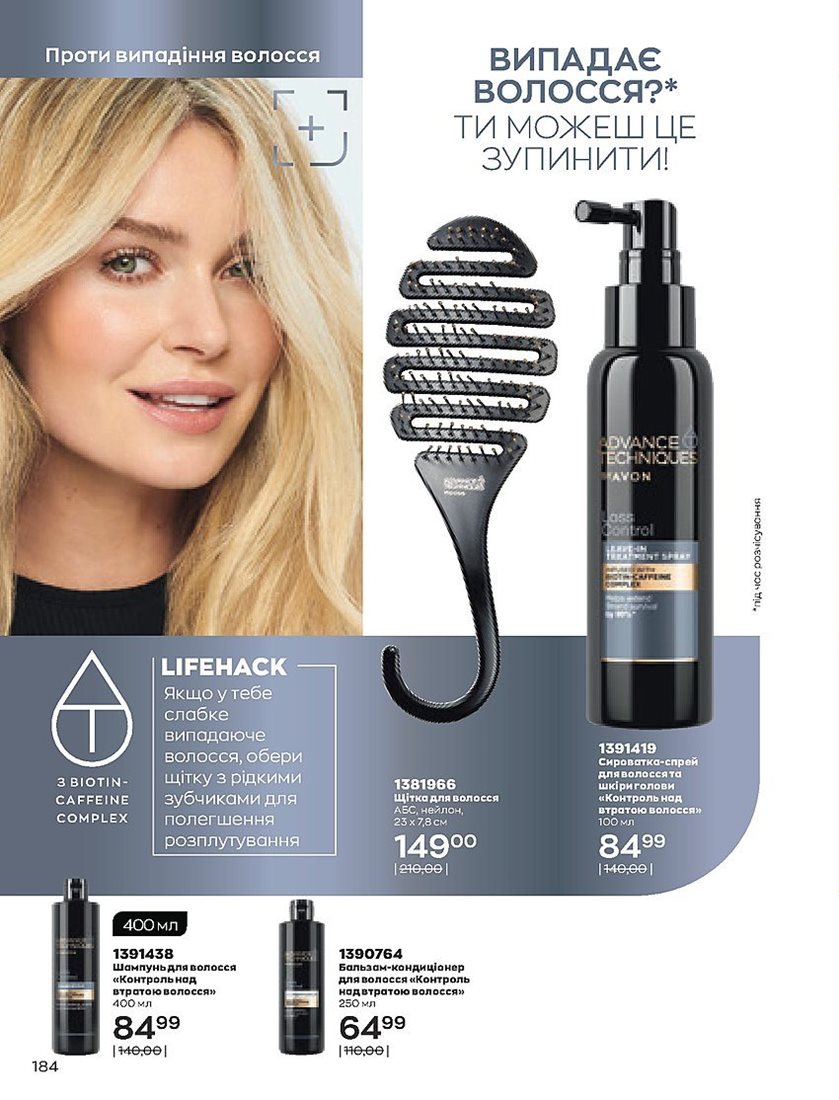 Проти випадіння волосся
ВИПАДАЄ
ВОЛОССЯ?*
ТИ МОЖЕШ ЦЕ
ЗУПИНИТИ!
ADVANCE
TECHNIQUES
AVON
Loss
Control
LEAVE-IN
TREATMENT SPRAY
INFUSED WITH
BIOTIN-CAFFEINE
COMPLEX
*під час розчісування
З BIOTIN-
CAFFEINE
COMPLEX
LIFEHACK
Якщо у тебе
слабке
випадаюче
волосся, обери
щітку з рідкими
зубчиками для
полегшення
розплутування
1381966
Щітка для волосся
АБС, нейлон,
23 х 7,8 см
149⁰⁰
|210,00|
1391419
Сироватка-спрей
для волосся та
шкіри голови
«Контроль над
втратою волосся»
100 мл
84⁹⁹
|140,00|
400 мл
1391438
Шампунь для волосся
«Контроль над
втратою волосся»
400 мл
84⁹⁹
|140,00|
1390764
Бальзам-кондиціонер
для волосся «Контроль
над втратою волосся»
250 мл
64⁹⁹
|110,00|
184